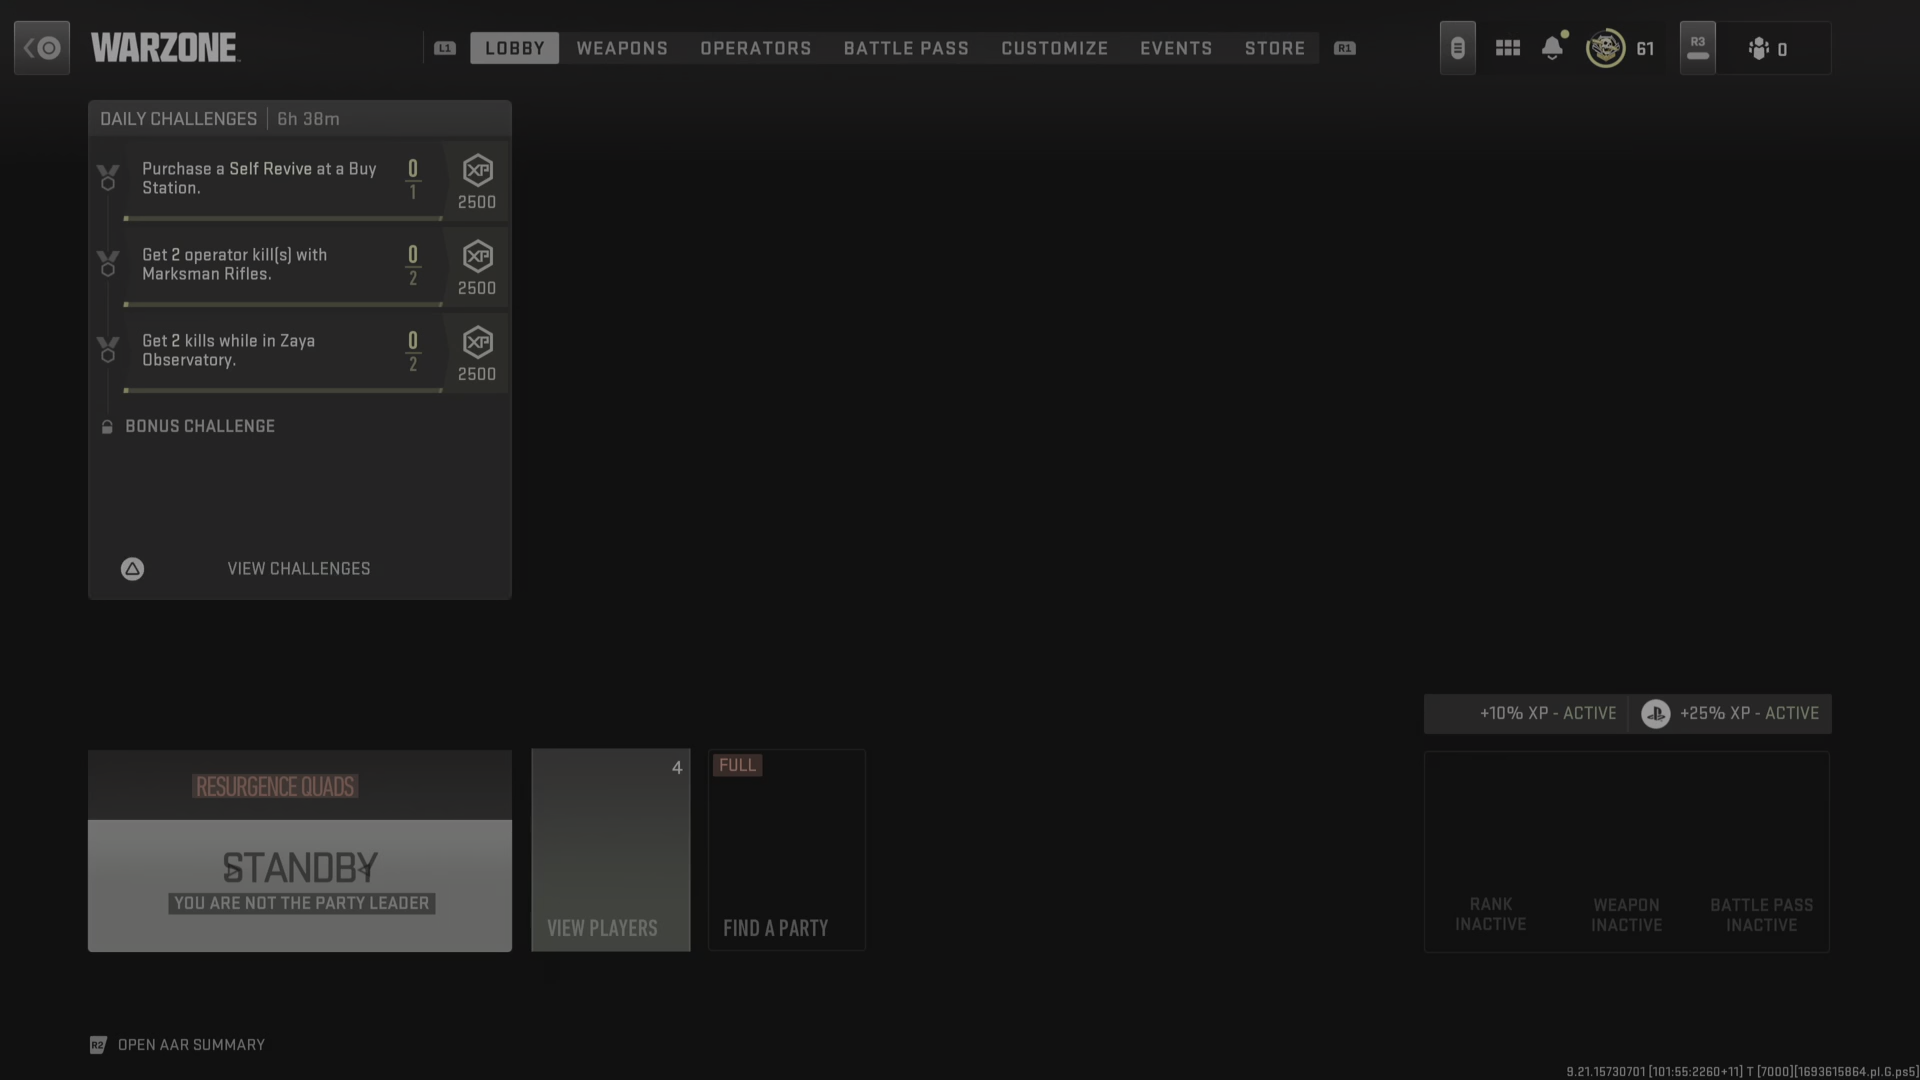 WARZONE
L1 LOBBY WEAPONS OPERATORS BATTLE PASS CUSTOMIZE EVENTS STORE R1
61
R3
0
DAILY CHALLENGES 6h 38m
Purchase a Self Revive at a Buy
Station.
0
1
XP
2500
Get 2 operator kill(s) with
Marksman Rifles.
0
2
XP
2500
Get 2 kills while in Zaya
Observatory.
0
2
XP
2500
BONUS CHALLENGE
VIEW CHALLENGES
+10% XP - ACTIVE
+25% XP - ACTIVE
RESURGENCE QUADS
STANDBY
YOU ARE NOT THE PARTY LEADER
4
VIEW PLAYERS
FULL
FIND A PARTY
RANK
INACTIVE
WEAPON
INACTIVE
BATTLE PASS
INACTIVE
R2 OPEN AAR SUMMARY
9.21.15730701 [101:55:2260+11] T [7000][1693615864.pl.G.ps5]